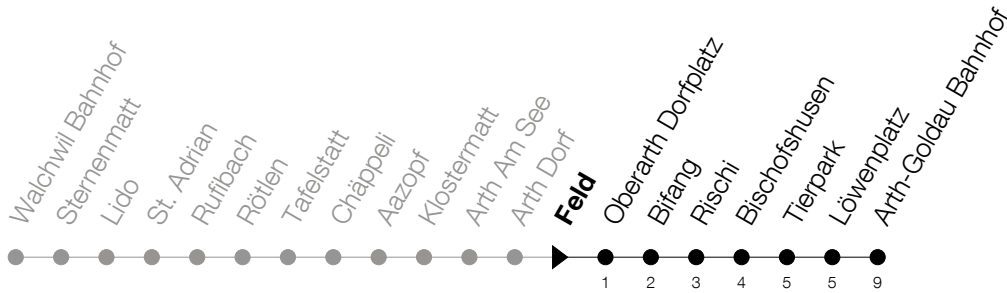 Walchwil Bahnhof
Sternenmatt
Lido
St. Adrian
Rufibach
Rötlen
Tafelstatt
Chäppeli
Aazopf
Klostermatt
Arth Am See
Arth Dorf
Feld
Oberarth Dorfplatz
Bifang
Rischi
Bischofshusen
Tierpark
Löwenplatz
Arth-Goldau Bahnhof
1 2 3 4 5 5 9